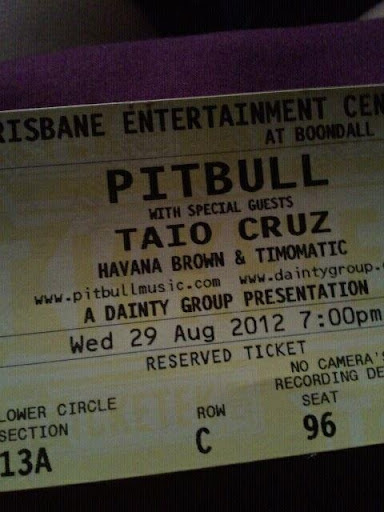 RISBANE ENTERTAINMENT CEN
AT BOONDALL
PITBULL
WITH SPECIAL GUESTS
TAIO CRUZ
HAVANA BROWN & TIMOMATIC
www.pitbullmusic.com www.daintygroup.c
A DAINTY GROUP PRESENTATION
Wed 29 Aug 2012 7:00pm
RESERVED TICKET
NO CAMERA'S
RECORDING DE
LOWER CIRCLE
SECTION
13A
ROW
C
SEAT
96